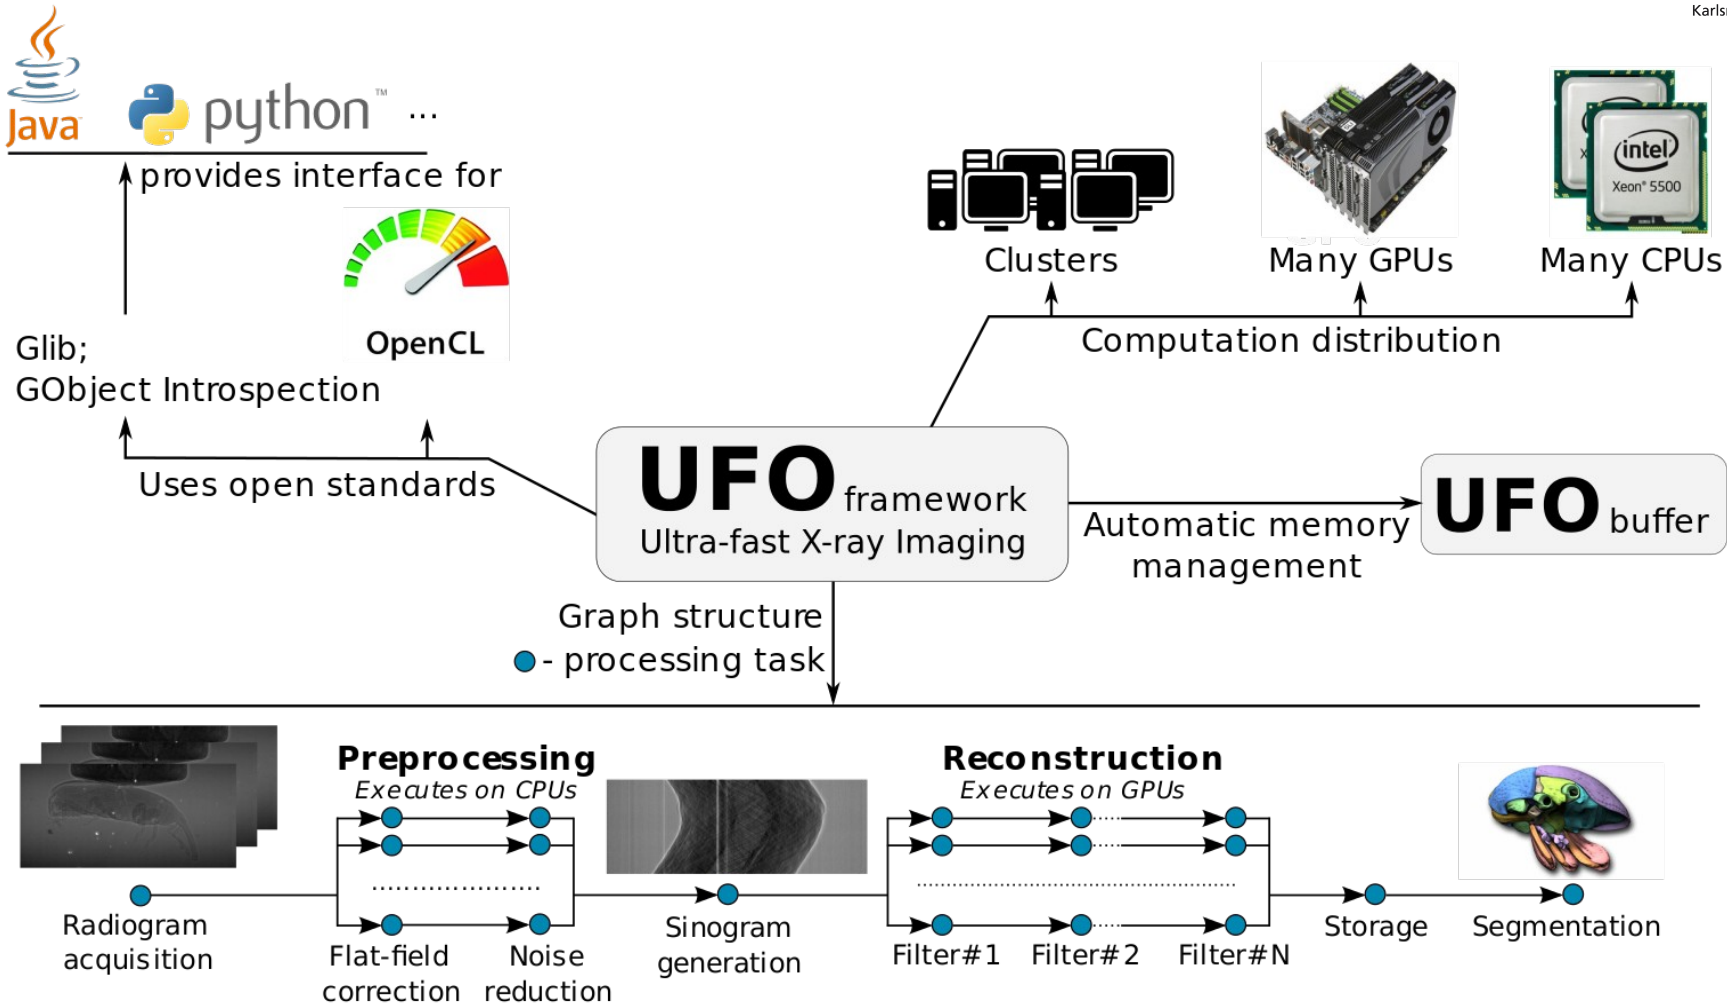 Karls
Java
python™ ...
provides interface for
OpenCL
Glib;
GObject Introspection
Uses open standards
Clusters
Many GPUs
intel
Xeon® 5500
Many CPUs
Computation distribution
UFO framework
Ultra-fast X-ray Imaging
Automatic memory
management
UFO buffer
Graph structure
- processing task
Radiogram
acquisition
Preprocessing
Executes on CPUs
Flat-field
correction
Noise
reduction
Sinogram
generation
Reconstruction
Executes on GPUs
Filter#1
Filter#2
Filter#N
Storage
Segmentation